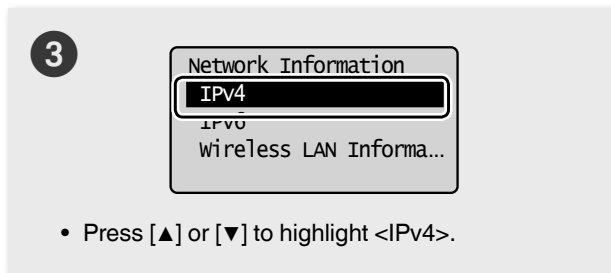 3
Network Information
IPv4
IPv6
Wireless LAN Informa...
• Press [▲] or [▼] to highlight <IPv4>.